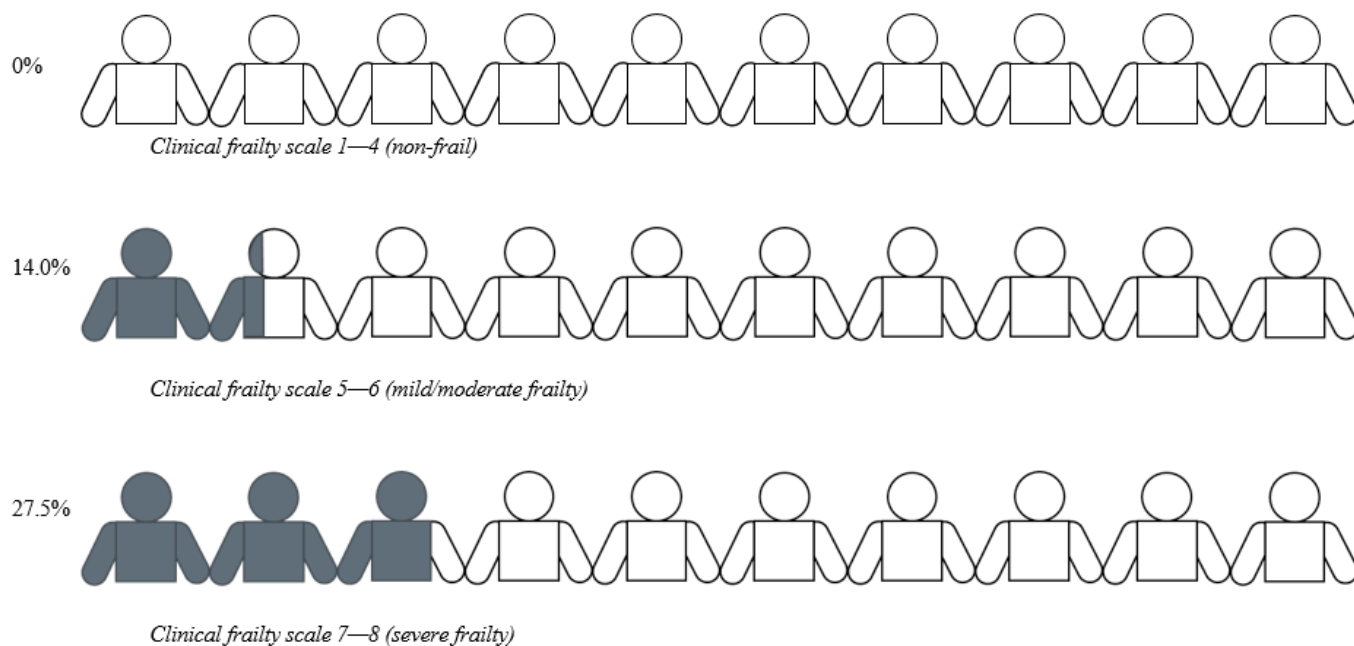 0%
Clinical frailty scale 1—4 (non-frail)
14.0%
Clinical frailty scale 5—6 (mild/moderate frailty)
27.5%
Clinical frailty scale 7—8 (severe frailty)